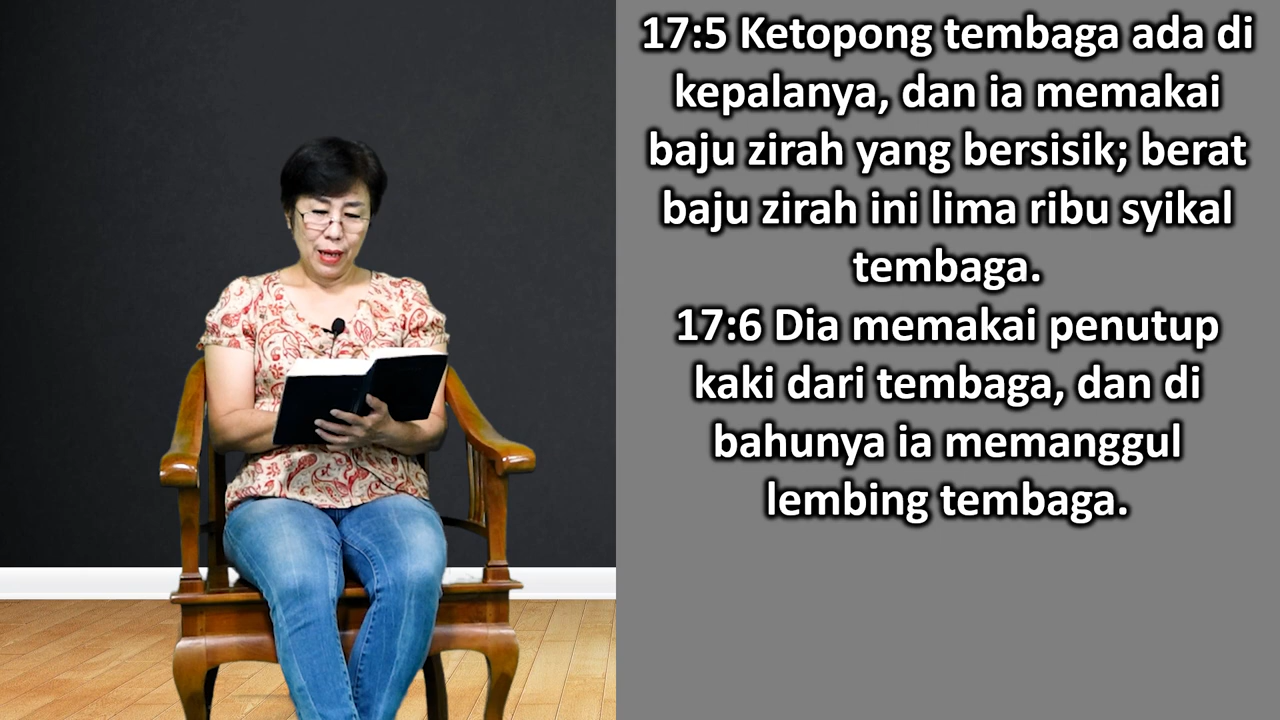 17:5 Ketopong tembaga ada di
kepalanya, dan ia memakai
baju zirah yang bersisik; berat
baju zirah ini lima ribu syikal
tembaga.
17:6 Dia memakai penutup
kaki dari tembaga, dan di
bahunya ia memanggul
lembing tembaga.